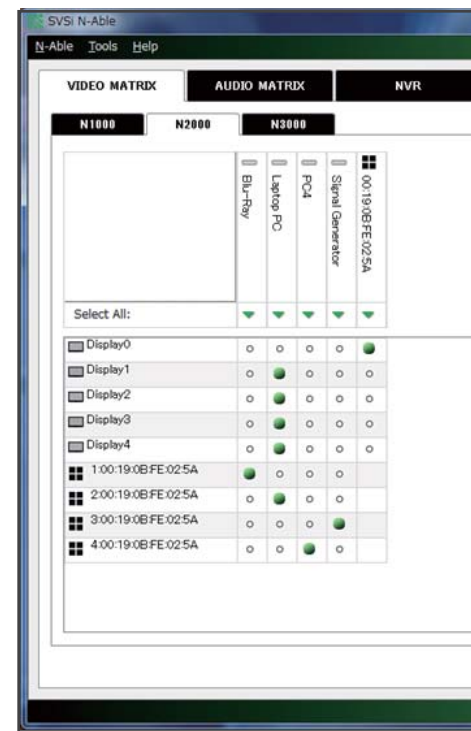 SVSi N-Able
N-Able Tools Help
VIDEO MATRIX AUDIO MATRIX NVR
N1000 N2000 N3000
Blu-Ray
Laptop PC
PC4
Signal Generator
00:19:0B:FE:02:5A
Select All:
Display0
Display1
Display2
Display3
Display4
1:00:19:0B:FE:02:5A
2:00:19:0B:FE:02:5A
3:00:19:0B:FE:02:5A
4:00:19:0B:FE:02:5A